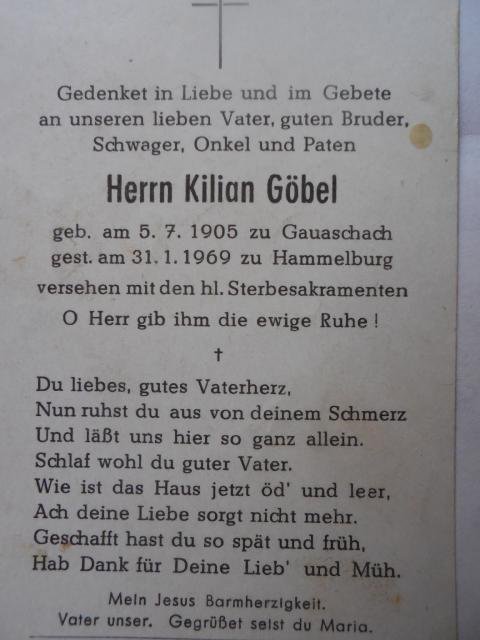 Gedenket in Liebe und im Gebete
an unseren lieben Vater, guten Bruder,
Schwager, Onkel und Paten
Herrn Kilian Göbel
geb. am 5. 7. 1905 zu Gauaschach
gest. am 31. 1. 1969 zu Hammelburg
versehen mit den hl. Sterbesakramenten
O Herr gib ihm die ewige Ruhe !
Du liebes, gutes Vaterherz,
Nun ruhst du aus von deinem Schmerz
Und läßt uns hier so ganz allein.
Schlaf wohl du guter Vater.
Wie ist das Haus jetzt öd' und leer,
Ach deine Liebe sorgt nicht mehr.
Geschafft hast du so spät und früh,
Hab Dank für Deine Lieb' und Müh.
Mein Jesus Barmherzigkeit.
Vater unser. Gegrüßet seist du Maria.